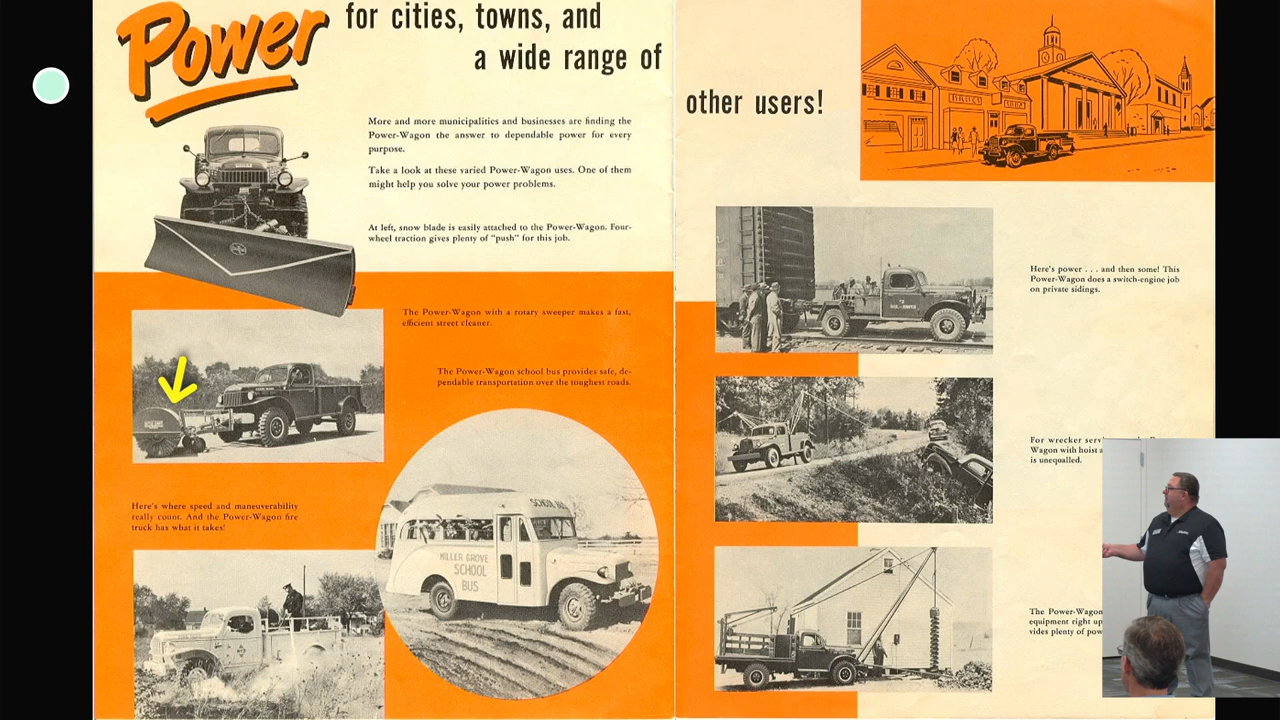 Power for cities, towns, and
a wide range of
other users!
More and more municipalities and businesses are finding the
Power-Wagon the answer to dependable power for every
purpose.
Take a look at these varied Power-Wagon uses. One of them
might help you solve your power problems.
At left, snow blade is easily attached to the Power-Wagon. Four-
wheel traction gives plenty of "push" for this job.
The Power-Wagon with a rotary sweeper makes a fast,
efficient street cleaner.
The Power-Wagon school bus provides safe, de-
pendable transportation over the toughest roads.
Here's where speed and maneuverability
really count. And the Power-Wagon fire
truck has what it takes!
SCHOOL
MILLER GROVE
SCHOOL
BUS
Here's power . . . and then some! This
Power-Wagon does a switch-engine job
on private sidings.
For wrecker
Wagon with hoist
is unequalled.
The Power-Wagon
equipment right up
vides plenty of